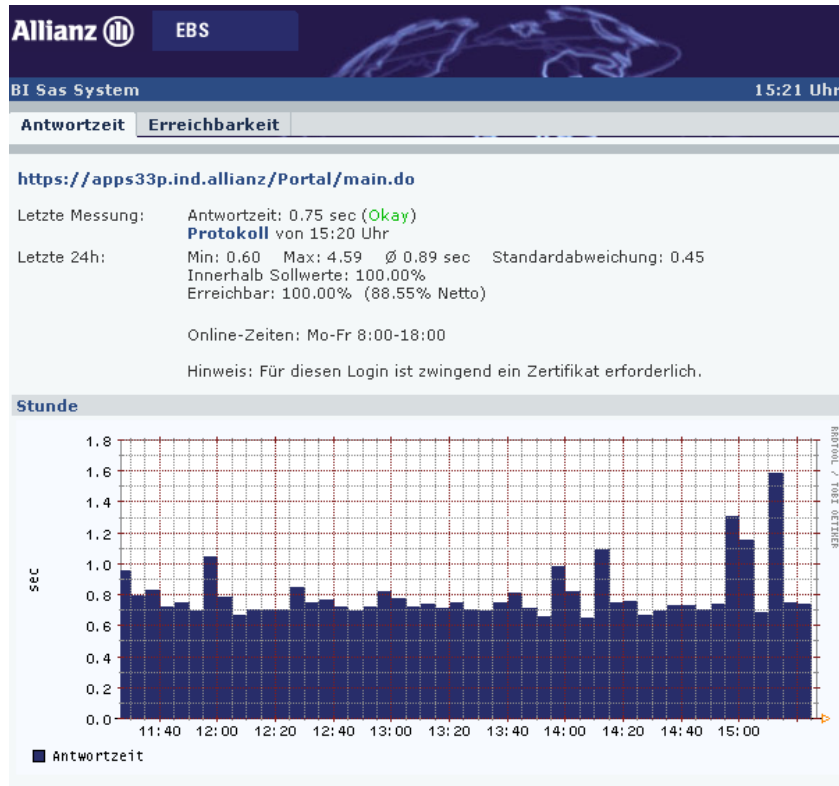 Allianz EBS
BI Sas System 15:21 Uhr
Antwortzeit Erreichbarkeit
https://apps33p.ind.allianz/Portal/main.do
Letzte Messung: Antwortzeit: 0.75 sec (Okay)
Protokoll von 15:20 Uhr
Letzte 24h: Min: 0.60 Max: 4.59 Ø 0.89 sec Standardabweichung: 0.45
Innerhalb Sollwerte: 100.00%
Erreichbar: 100.00% (88.55% Netto)
Online-Zeiten: Mo-Fr 8:00-18:00
Hinweis: Für diesen Login ist zwingend ein Zertifikat erforderlich.
Stunde
RRDTOOL / TOBI OETIKER
sec
1.8
1.6
1.4
1.2
1.0
0.8
0.6
0.4
0.2
0.0
11:40 12:00 12:20 12:40 13:00 13:20 13:40 14:00 14:20 14:40 15:00
Antwortzeit